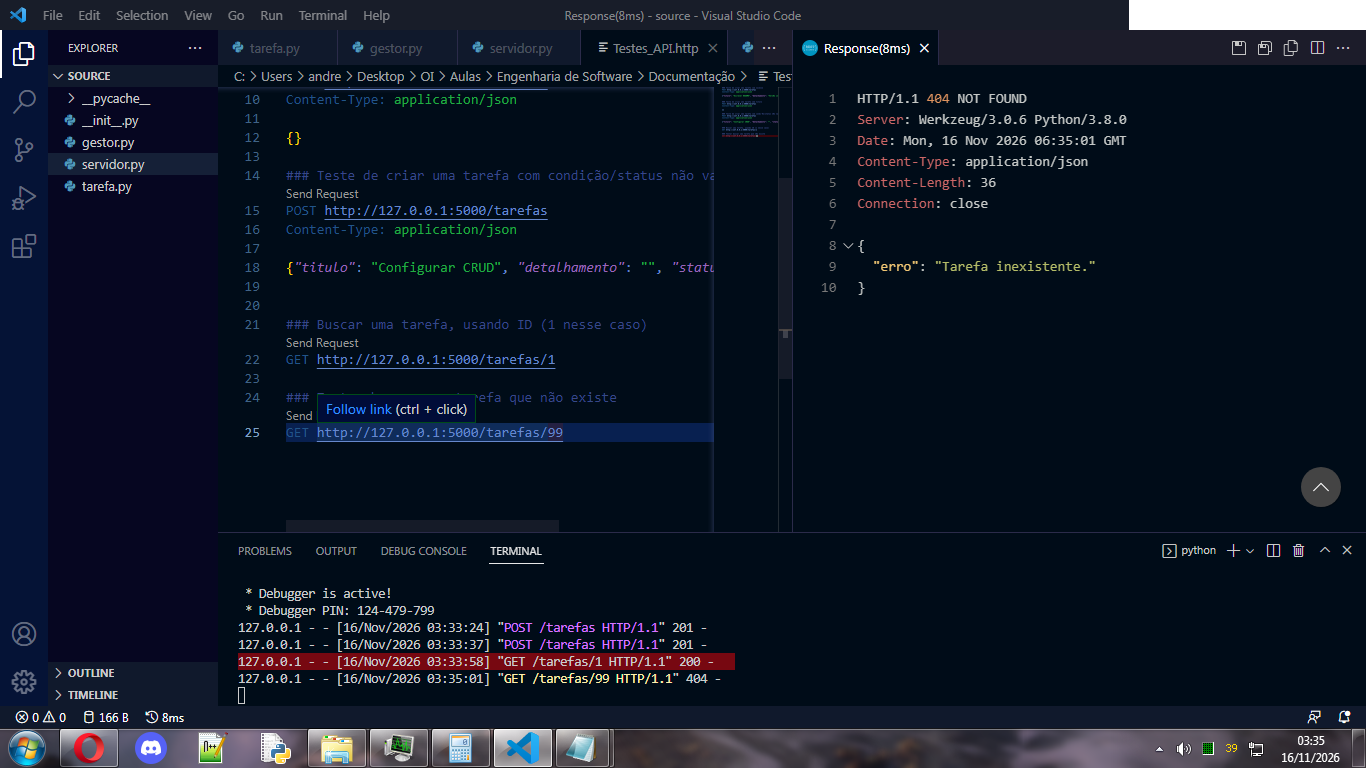 File Edit Selection View Go Run Terminal Help
Response(8ms) - source - Visual Studio Code
EXPLORER
SOURCE
__pycache__
__init__.py
gestor.py
servidor.py
tarefa.py
OUTLINE
TIMELINE
tarefa.py gestor.py servidor.py Testes_API.http
C: > Users > andre > Desktop > OI > Aulas > Engenharia de Software > Documentação > Tes
10 Content-Type: application/json
11
12 {}
13
14 ### Teste de criar uma tarefa com condição/status não va
Send Request
15 POST http://127.0.0.1:5000/tarefas
16 Content-Type: application/json
17
18 {"titulo": "Configurar CRUD", "detalhamento": "", "statu
19
20
21 ### Buscar uma tarefa, usando ID (1 nesse caso)
Send Request
22 GET http://127.0.0.1:5000/tarefas/1
23
24 ### que não existe
Follow link (ctrl + click)
Send
25 GET http://127.0.0.1:5000/tarefas/99
Response(8ms)
1 HTTP/1.1 404 NOT FOUND
2 Server: Werkzeug/3.0.6 Python/3.8.0
3 Date: Mon, 16 Nov 2026 06:35:01 GMT
4 Content-Type: application/json
5 Content-Length: 36
6 Connection: close
7
8 {
9 "erro": "Tarefa inexistente."
10 }
PROBLEMS OUTPUT DEBUG CONSOLE TERMINAL
python
* Debugger is active!
* Debugger PIN: 124-479-799
127.0.0.1 - - [16/Nov/2026 03:33:24] "POST /tarefas HTTP/1.1" 201 -
127.0.0.1 - - [16/Nov/2026 03:33:37] "POST /tarefas HTTP/1.1" 201 -
127.0.0.1 - - [16/Nov/2026 03:33:58] "GET /tarefas/1 HTTP/1.1" 200 -
127.0.0.1 - - [16/Nov/2026 03:35:01] "GET /tarefas/99 HTTP/1.1" 404 -
0 0 166 B 8ms
39
03:35
16/11/2026